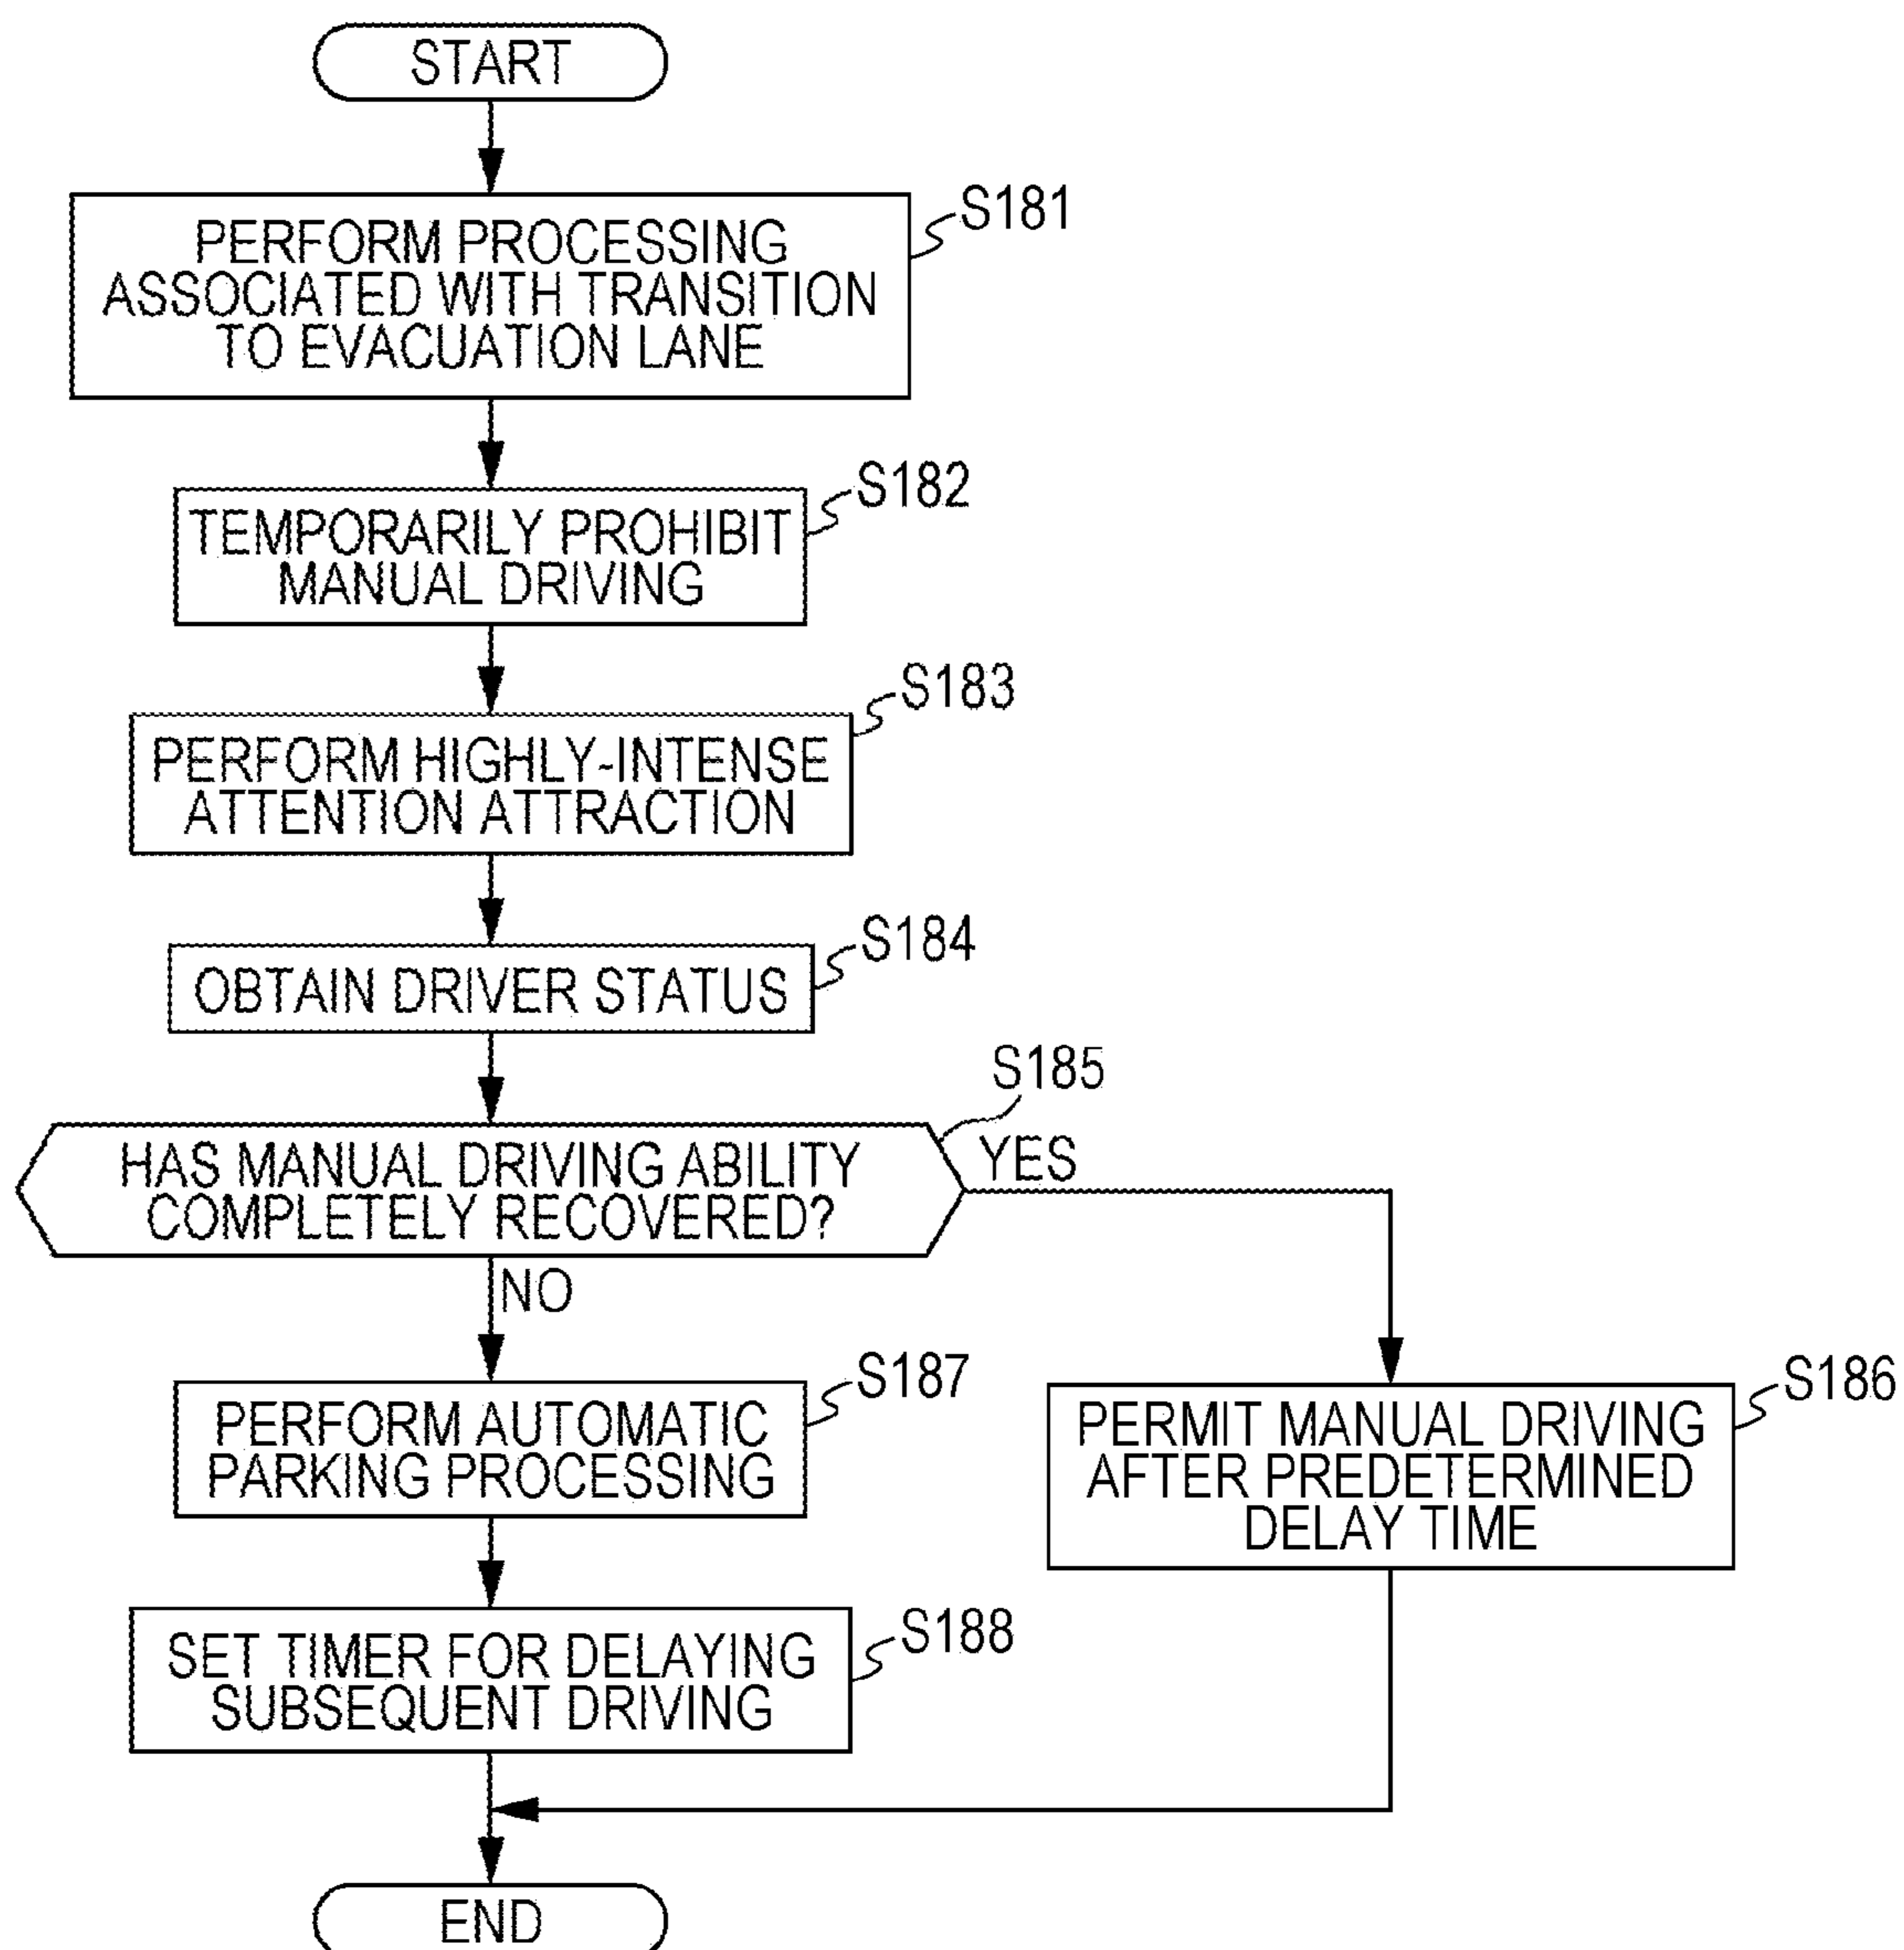 START
S181
PERFORM PROCESSING
ASSOCIATED WITH TRANSITION
TO EVACUATION LANE
S182
TEMPORARILY PROHIBIT
MANUAL DRIVING
S183
PERFORM HIGHLY-INTENSE
ATTENTION ATTRACTION
S184
OBTAIN DRIVER STATUS
S185
HAS MANUAL DRIVING ABILITY
COMPLETELY RECOVERED?
YES
NO
S187
PERFORM AUTOMATIC
PARKING PROCESSING
S186
PERMIT MANUAL DRIVING
AFTER PREDETERMINED
DELAY TIME
S188
SET TIMER FOR DELAYING
SUBSEQUENT DRIVING
END